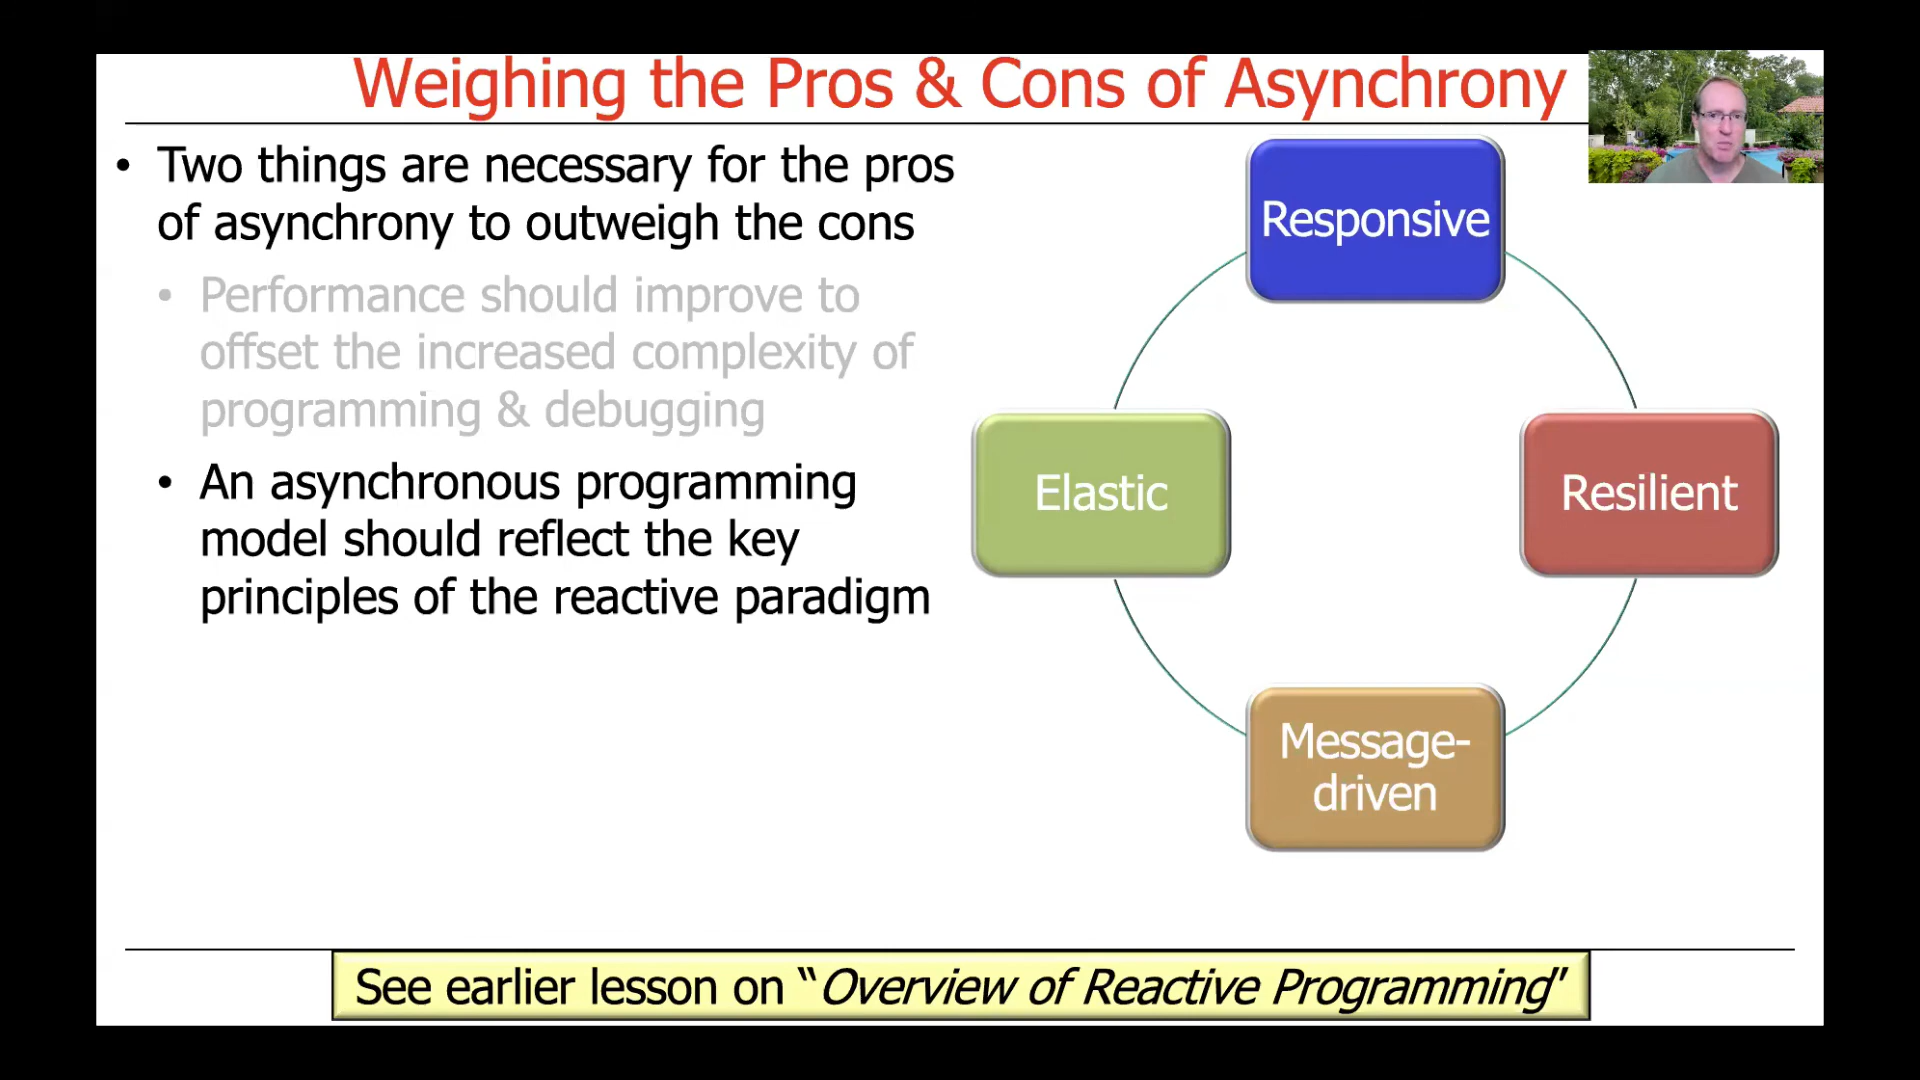 Weighing the Pros & Cons of Asynchrony
• Two things are necessary for the pros
of asynchrony to outweigh the cons
• Performance should improve to
offset the increased complexity of
programming & debugging
• An asynchronous programming
model should reflect the key
principles of the reactive paradigm
Responsive
Elastic
Resilient
Message-
driven
See earlier lesson on “Overview of Reactive Programming”